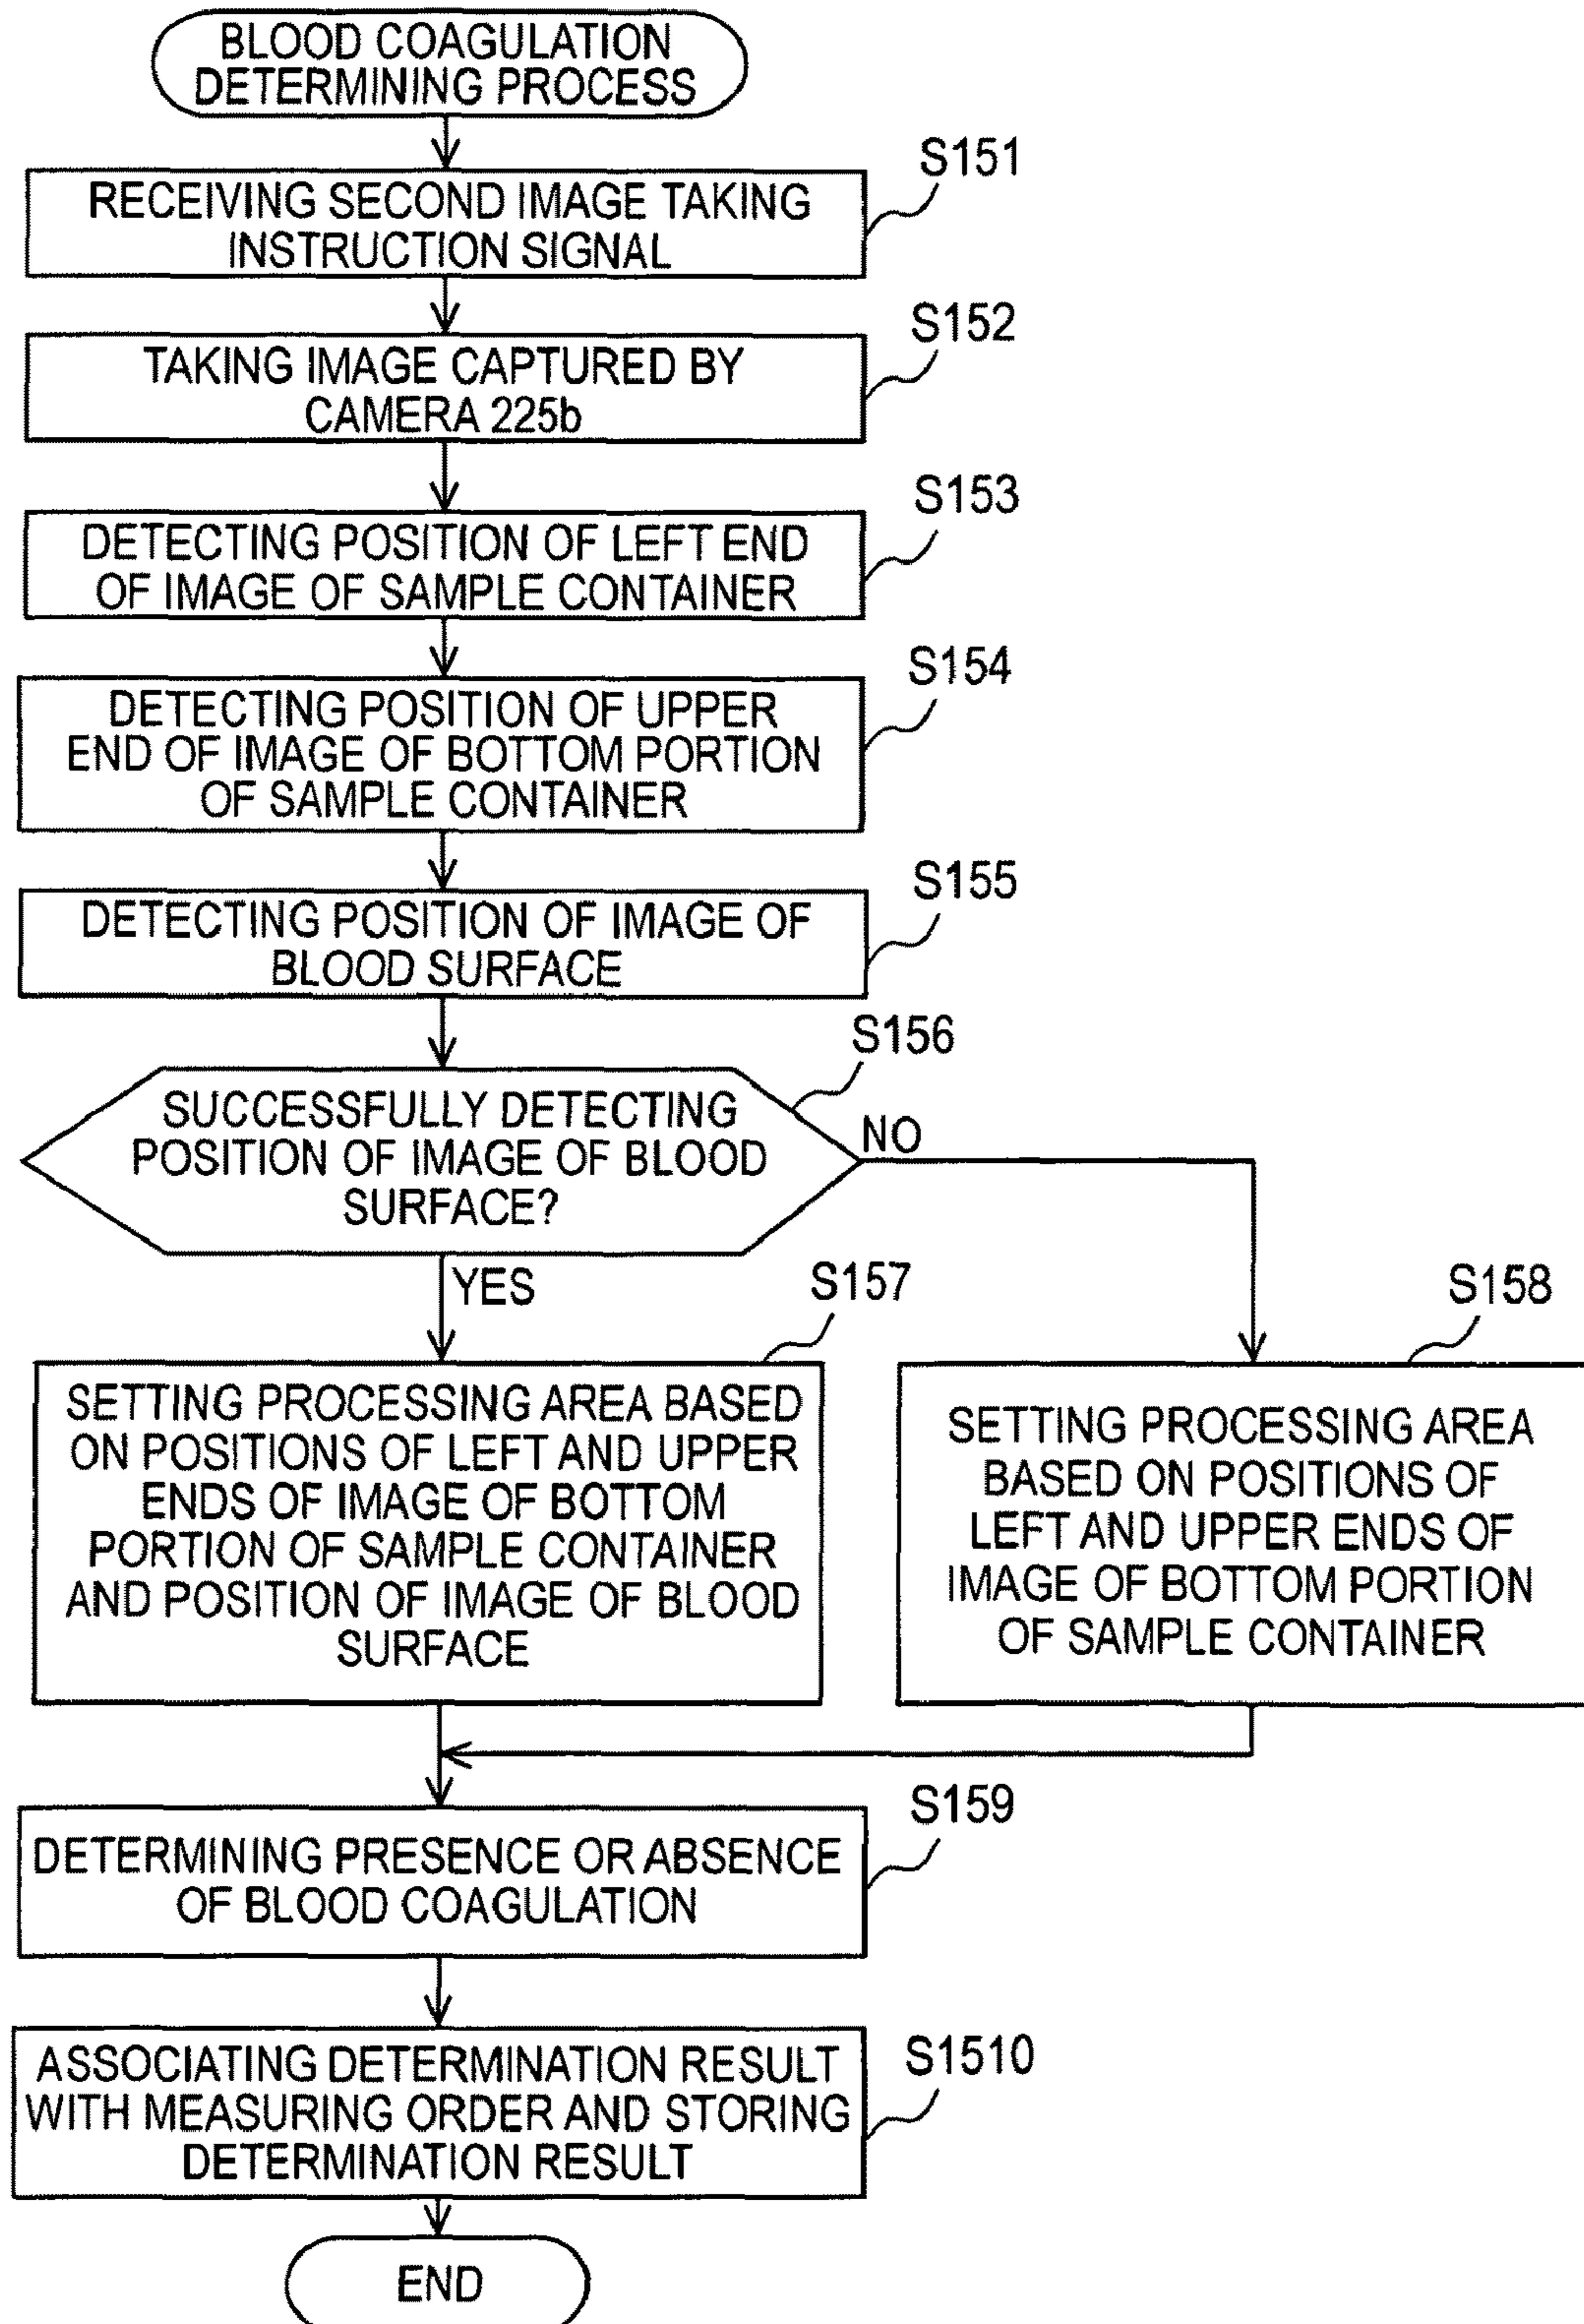 BLOOD COAGULATION
DETERMINING PROCESS
S151
RECEIVING SECOND IMAGE TAKING
INSTRUCTION SIGNAL
S152
TAKING IMAGE CAPTURED BY
CAMERA 225b
S153
DETECTING POSITION OF LEFT END
OF IMAGE OF SAMPLE CONTAINER
S154
DETECTING POSITION OF UPPER
END OF IMAGE OF BOTTOM PORTION
OF SAMPLE CONTAINER
S155
DETECTING POSITION OF IMAGE OF
BLOOD SURFACE
S156
SUCCESSFULLY DETECTING
POSITION OF IMAGE OF BLOOD
SURFACE?
NO
YES
S157
SETTING PROCESSING AREA BASED
ON POSITIONS OF LEFT AND UPPER
ENDS OF IMAGE OF BOTTOM
PORTION OF SAMPLE CONTAINER
AND POSITION OF IMAGE OF BLOOD
SURFACE
S158
SETTING PROCESSING AREA
BASED ON POSITIONS OF
LEFT AND UPPER ENDS OF
IMAGE OF BOTTOM PORTION
OF SAMPLE CONTAINER
S159
DETERMINING PRESENCE OR ABSENCE
OF BLOOD COAGULATION
S1510
ASSOCIATING DETERMINATION RESULT
WITH MEASURING ORDER AND STORING
DETERMINATION RESULT
END